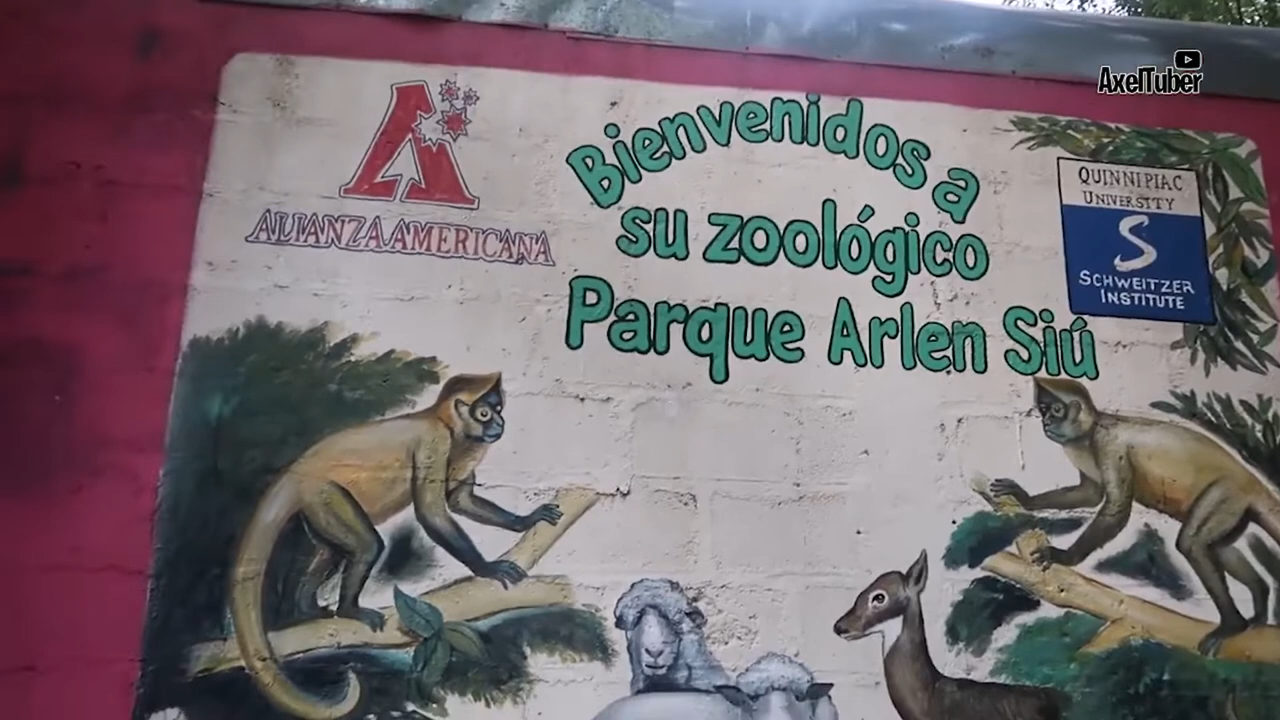 AxelTuber
ALIANZA AMERICANA
Bienvenidos a
su zoológico
Parque Arlen Siú
QUINNIPIAC
UNIVERSITY
S
SCHWEITZER
INSTITUTE